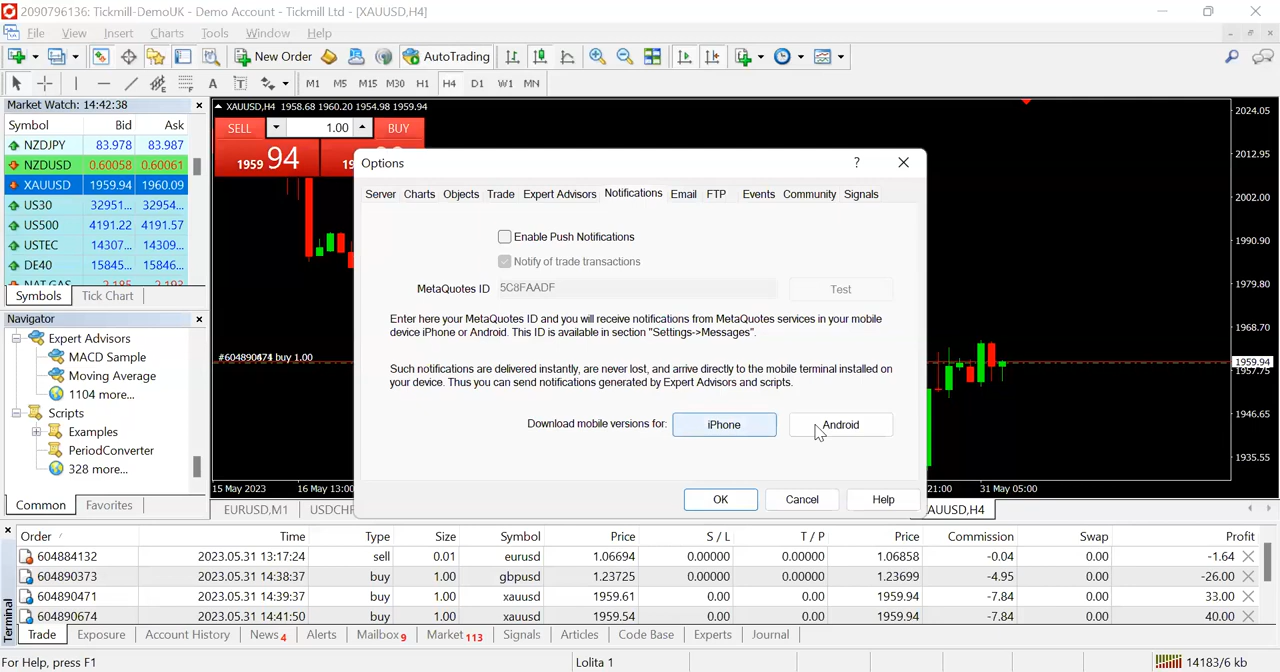 2090796136: Tickmill-DemoUK - Demo Account - Tickmill Ltd - [XAUUSD,H4]
File View Insert Charts Tools Window Help
New Order AutoTrading
A T M1 M5 M15 M30 H1 H4 D1 W1 MN
Market Watch: 14:42:38
Symbol Bid Ask
NZDJPY 83.978 83.987
NZDUSD 0.60058 0.60061
XAUUSD 1959.94 1960.09
US30 32951... 32954...
US500 4191.22 4191.57
USTEC 14307... 14309...
DE40 15845... 15846...
NAT.GAS 2.185 2.193
Symbols Tick Chart
Navigator
Expert Advisors
MACD Sample
Moving Average
1104 more...
Scripts
Examples
PeriodConverter
328 more...
Common Favorites
XAUUSD,H4 1958.68 1960.20 1954.98 1959.94
SELL 1.00 BUY
1959 94
#604890471 buy 1.00
2024.05
2012.95
2002.00
1990.90
1979.80
1968.70
1959.94
1957.75
1946.65
1935.55
15 May 2023 16 May 13:00 21:00 31 May 05:00
EURUSD,M1 USDCHF AUUSD,H4
Options
Server Charts Objects Trade Expert Advisors Notifications Email FTP Events Community Signals
Enable Push Notifications
Notify of trade transactions
MetaQuotes ID 5C8FAADF Test
Enter here your MetaQuotes ID and you will receive notifications from MetaQuotes services in your mobile
device iPhone or Android. This ID is available in section "Settings->Messages".
Such notifications are delivered instantly, are never lost, and arrive directly to the mobile terminal installed on
your device. Thus you can send notifications generated by Expert Advisors and scripts.
Download mobile versions for: iPhone Android
OK Cancel Help
Order / Time Type Size Symbol Price S / L T / P Price Commission Swap Profit
604884132 2023.05.31 13:17:24 sell 0.01 eurusd 1.06694 0.00000 0.00000 1.06858 -0.04 0.00 -1.64
604890373 2023.05.31 14:38:37 buy 1.00 gbpusd 1.23725 0.00000 0.00000 1.23699 -4.95 0.00 -26.00
604890471 2023.05.31 14:39:37 buy 1.00 xauusd 1959.61 0.00 0.00 1959.94 -7.84 0.00 33.00
604890674 2023.05.31 14:41:50 buy 1.00 xauusd 1959.54 0.00 0.00 1959.94 -7.84 0.00 40.00
Terminal
Trade Exposure Account History News 4 Alerts Mailbox 9 Market 113 Signals Articles Code Base Experts Journal
For Help, press F1 Lolita 1 14183/6 kb